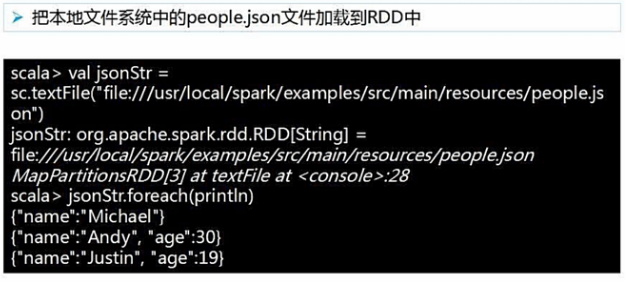 ➢ 把本地文件系统中的people.json文件加载到RDD中
scala> val jsonStr =
sc.textFile("file:///usr/local/spark/examples/src/main/resources/people.js
on")
jsonStr: org.apache.spark.rdd.RDD[String] =
file:///usr/local/spark/examples/src/main/resources/people.json
MapPartitionsRDD[3] at textFile at <console>:28
scala> jsonStr.foreach(println)
{"name":"Michael"}
{"name":"Andy", "age":30}
{"name":"Justin", "age":19}